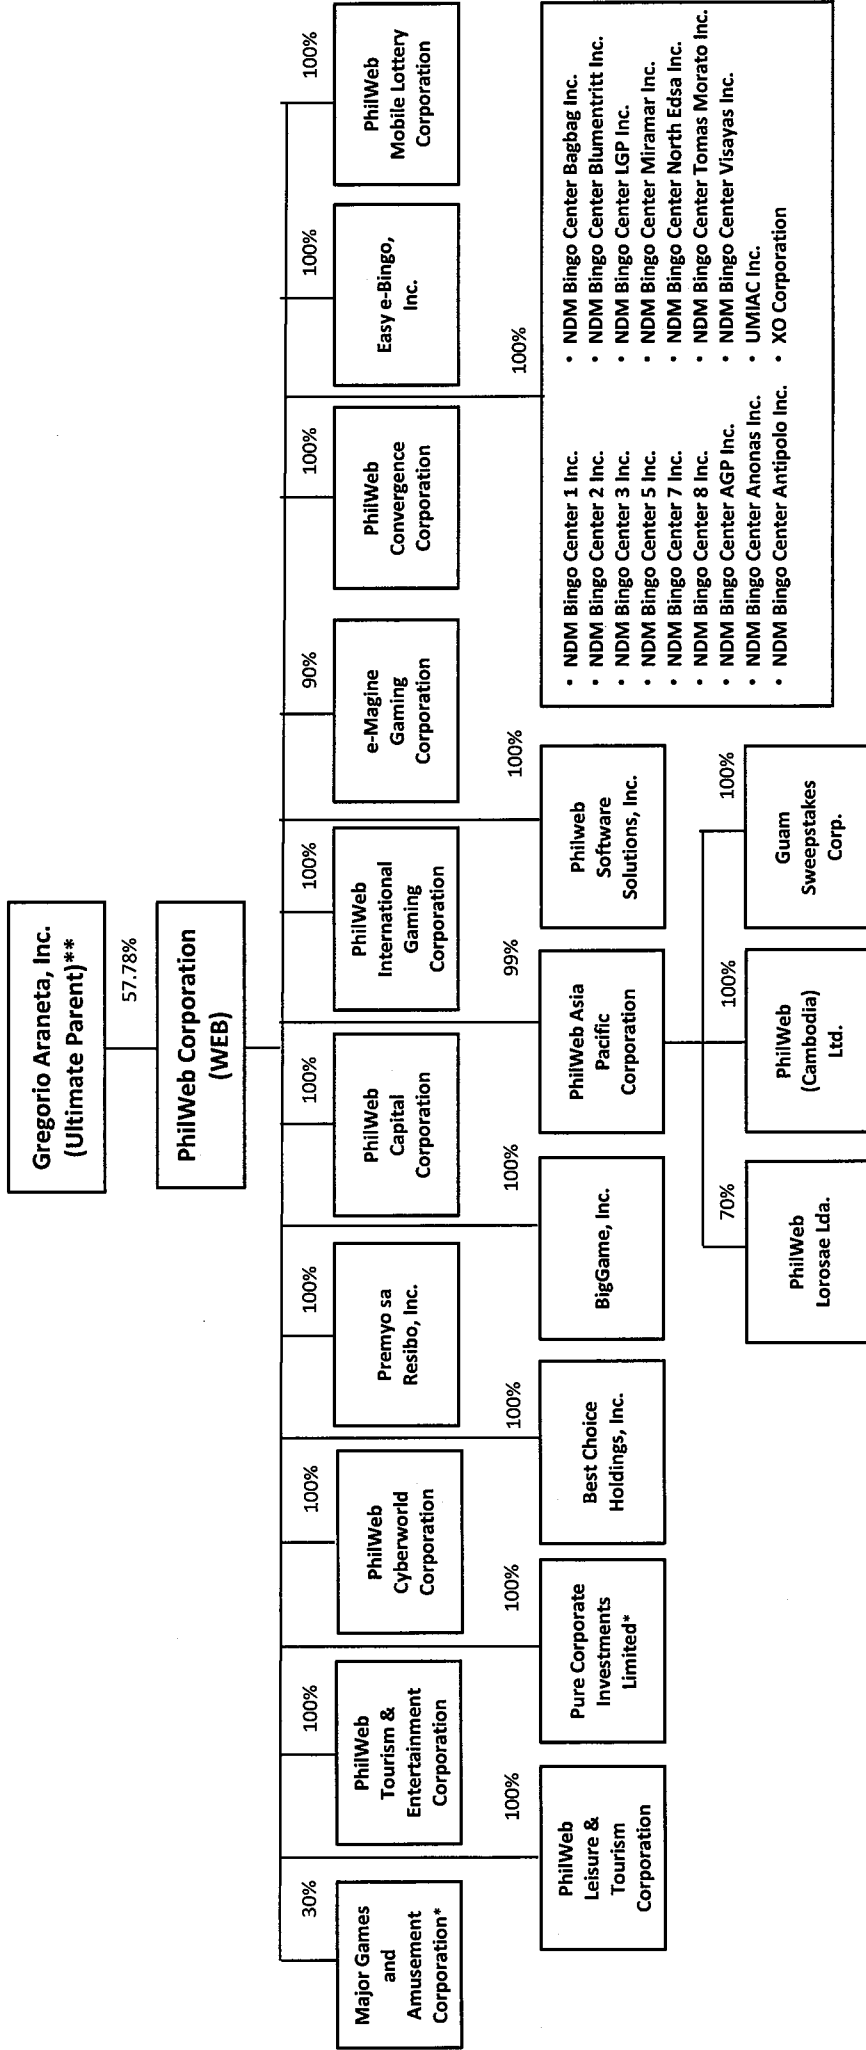 Gregorio Araneta, Inc.
(Ultimate Parent)**
57.78%
PhilWeb Corporation
(WEB)
30%
100%
100%
100%
100%
100%
90%
100%
100%
100%
Major Games
and
Amusement
Corporation*
PhilWeb
Tourism &
Entertainment
Corporation
PhilWeb
Cyberworld
Corporation
Premyo sa
Resibo, Inc.
PhilWeb
Capital
Corporation
PhilWeb
International
Gaming
Corporation
e-Magine
Gaming
Corporation
PhilWeb
Convergence
Corporation
Easy e-Bingo,
Inc.
PhilWeb
Mobile Lottery
Corporation
100%
100%
100%
100%
99%
100%
100%
PhilWeb
Leisure &
Tourism
Corporation
Pure Corporate
Investments
Limited*
Best Choice
Holdings, Inc.
BigGame, Inc.
PhilWeb Asia
Pacific
Corporation
Philweb
Software
Solutions, Inc.
• NDM Bingo Center 1 Inc.
• NDM Bingo Center 2 Inc.
• NDM Bingo Center 3 Inc.
• NDM Bingo Center 5 Inc.
• NDM Bingo Center 7 Inc.
• NDM Bingo Center 8 Inc.
• NDM Bingo Center AGP Inc.
• NDM Bingo Center Anonas Inc.
• NDM Bingo Center Antipolo Inc.
• NDM Bingo Center Bagbag Inc.
• NDM Bingo Center Blumentritt Inc.
• NDM Bingo Center LGP Inc.
• NDM Bingo Center Miramar Inc.
• NDM Bingo Center North Edsa Inc.
• NDM Bingo Center Tomas Morato Inc.
• NDM Bingo Center Visayas Inc.
• UMIAC Inc.
• XO Corporation
70%
100%
100%
PhilWeb
Lorosae Lda.
PhilWeb
(Cambodia)
Ltd.
Guam
Sweepstakes
Corp.